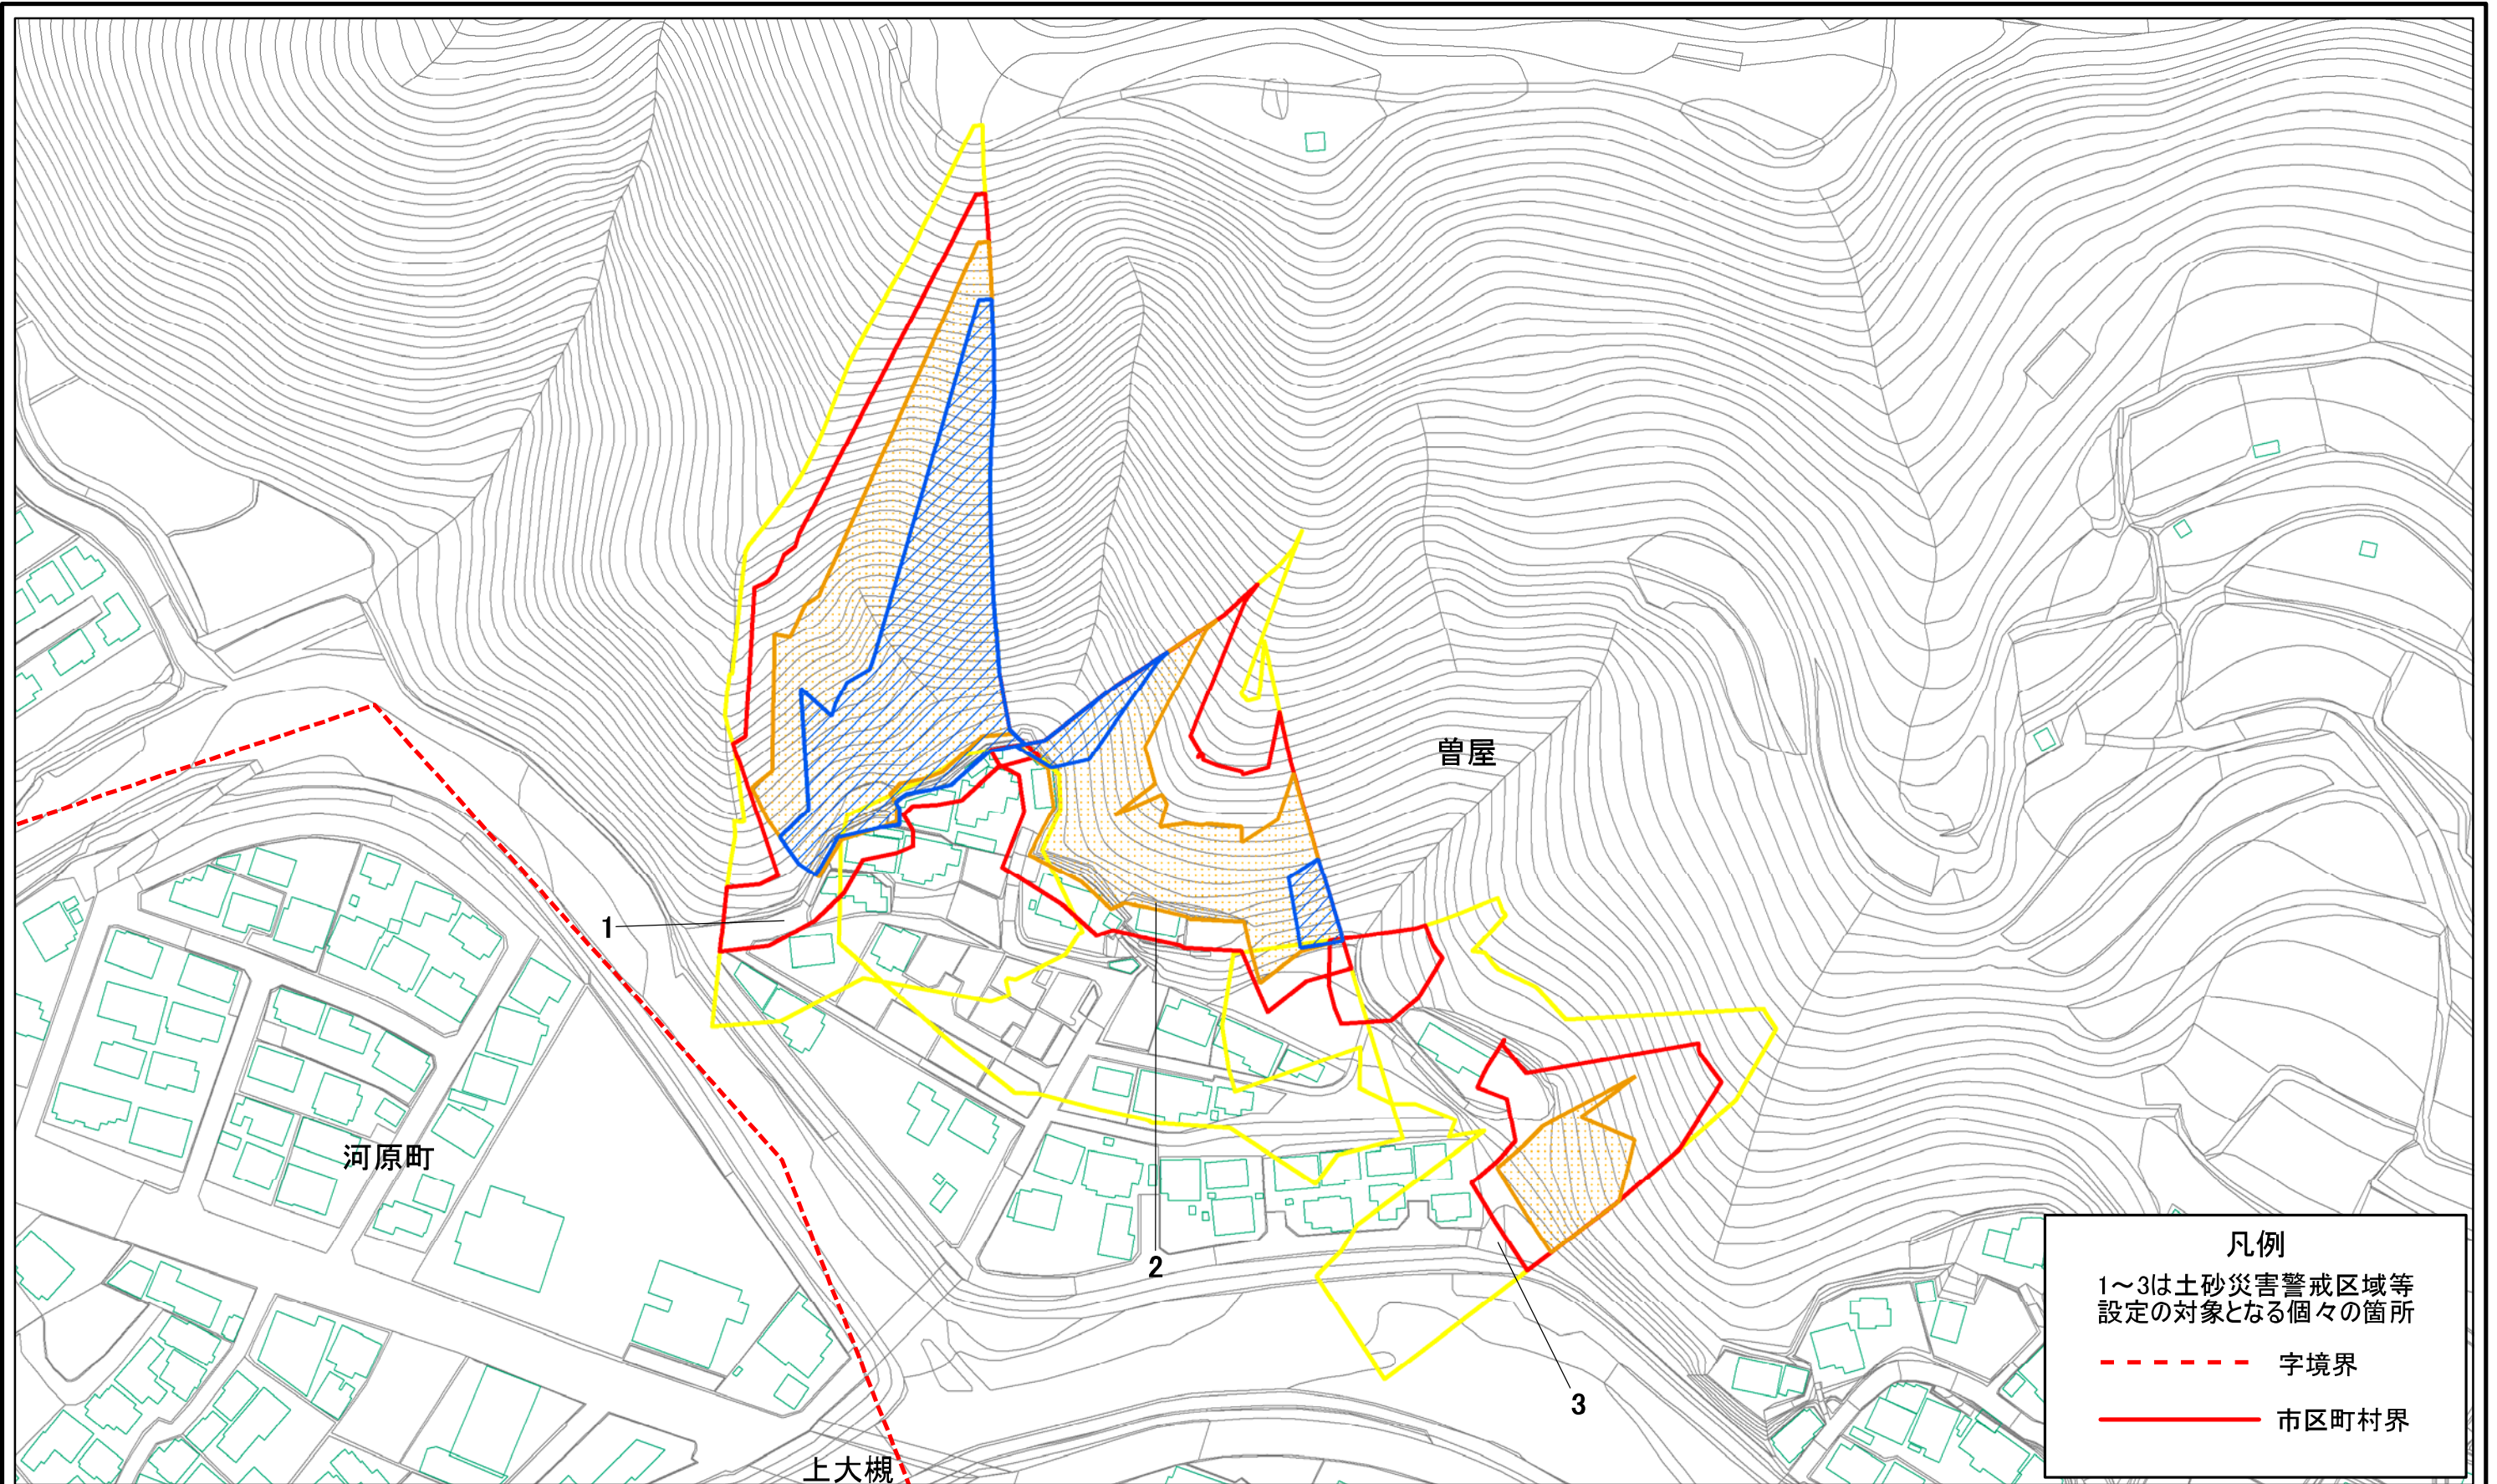 曽屋
1
河原町
2
3
上大槻
凡例
1～3は土砂災害警戒区域等
設定の対象となる個々の箇所
字境界
市区町村界